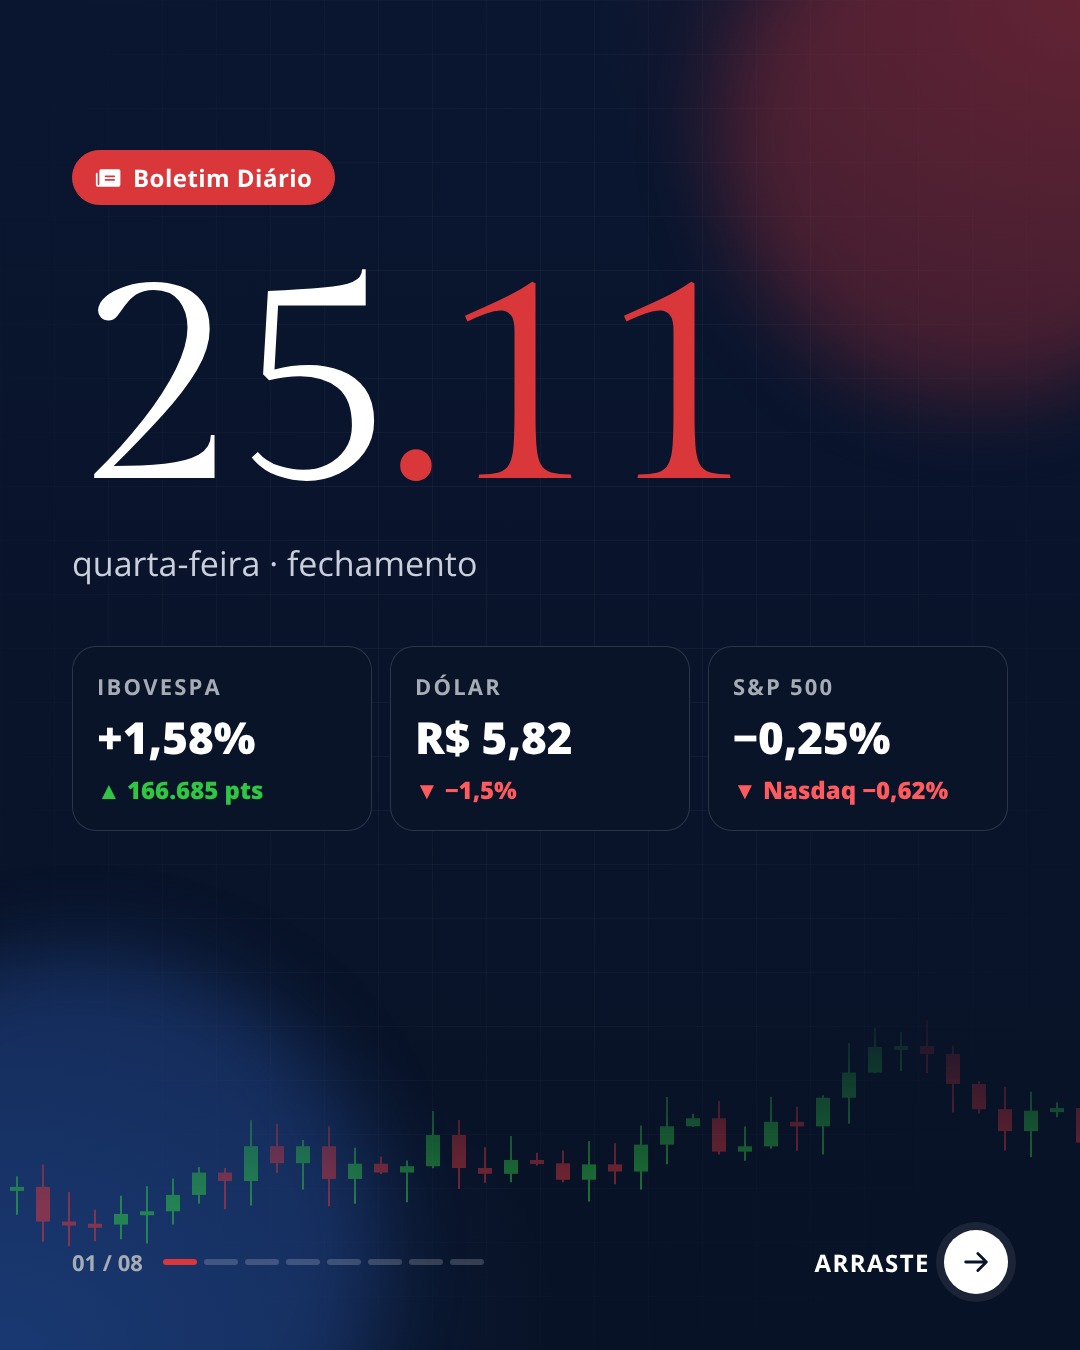 Boletim Diário
25.11
quarta-feira · fechamento
IBOVESPA
+1,58%
▲ 166.685 pts
DÓLAR
R$ 5,82
▼ −1,5%
S&P 500
−0,25%
▼ Nasdaq −0,62%
01 / 08
ARRASTE